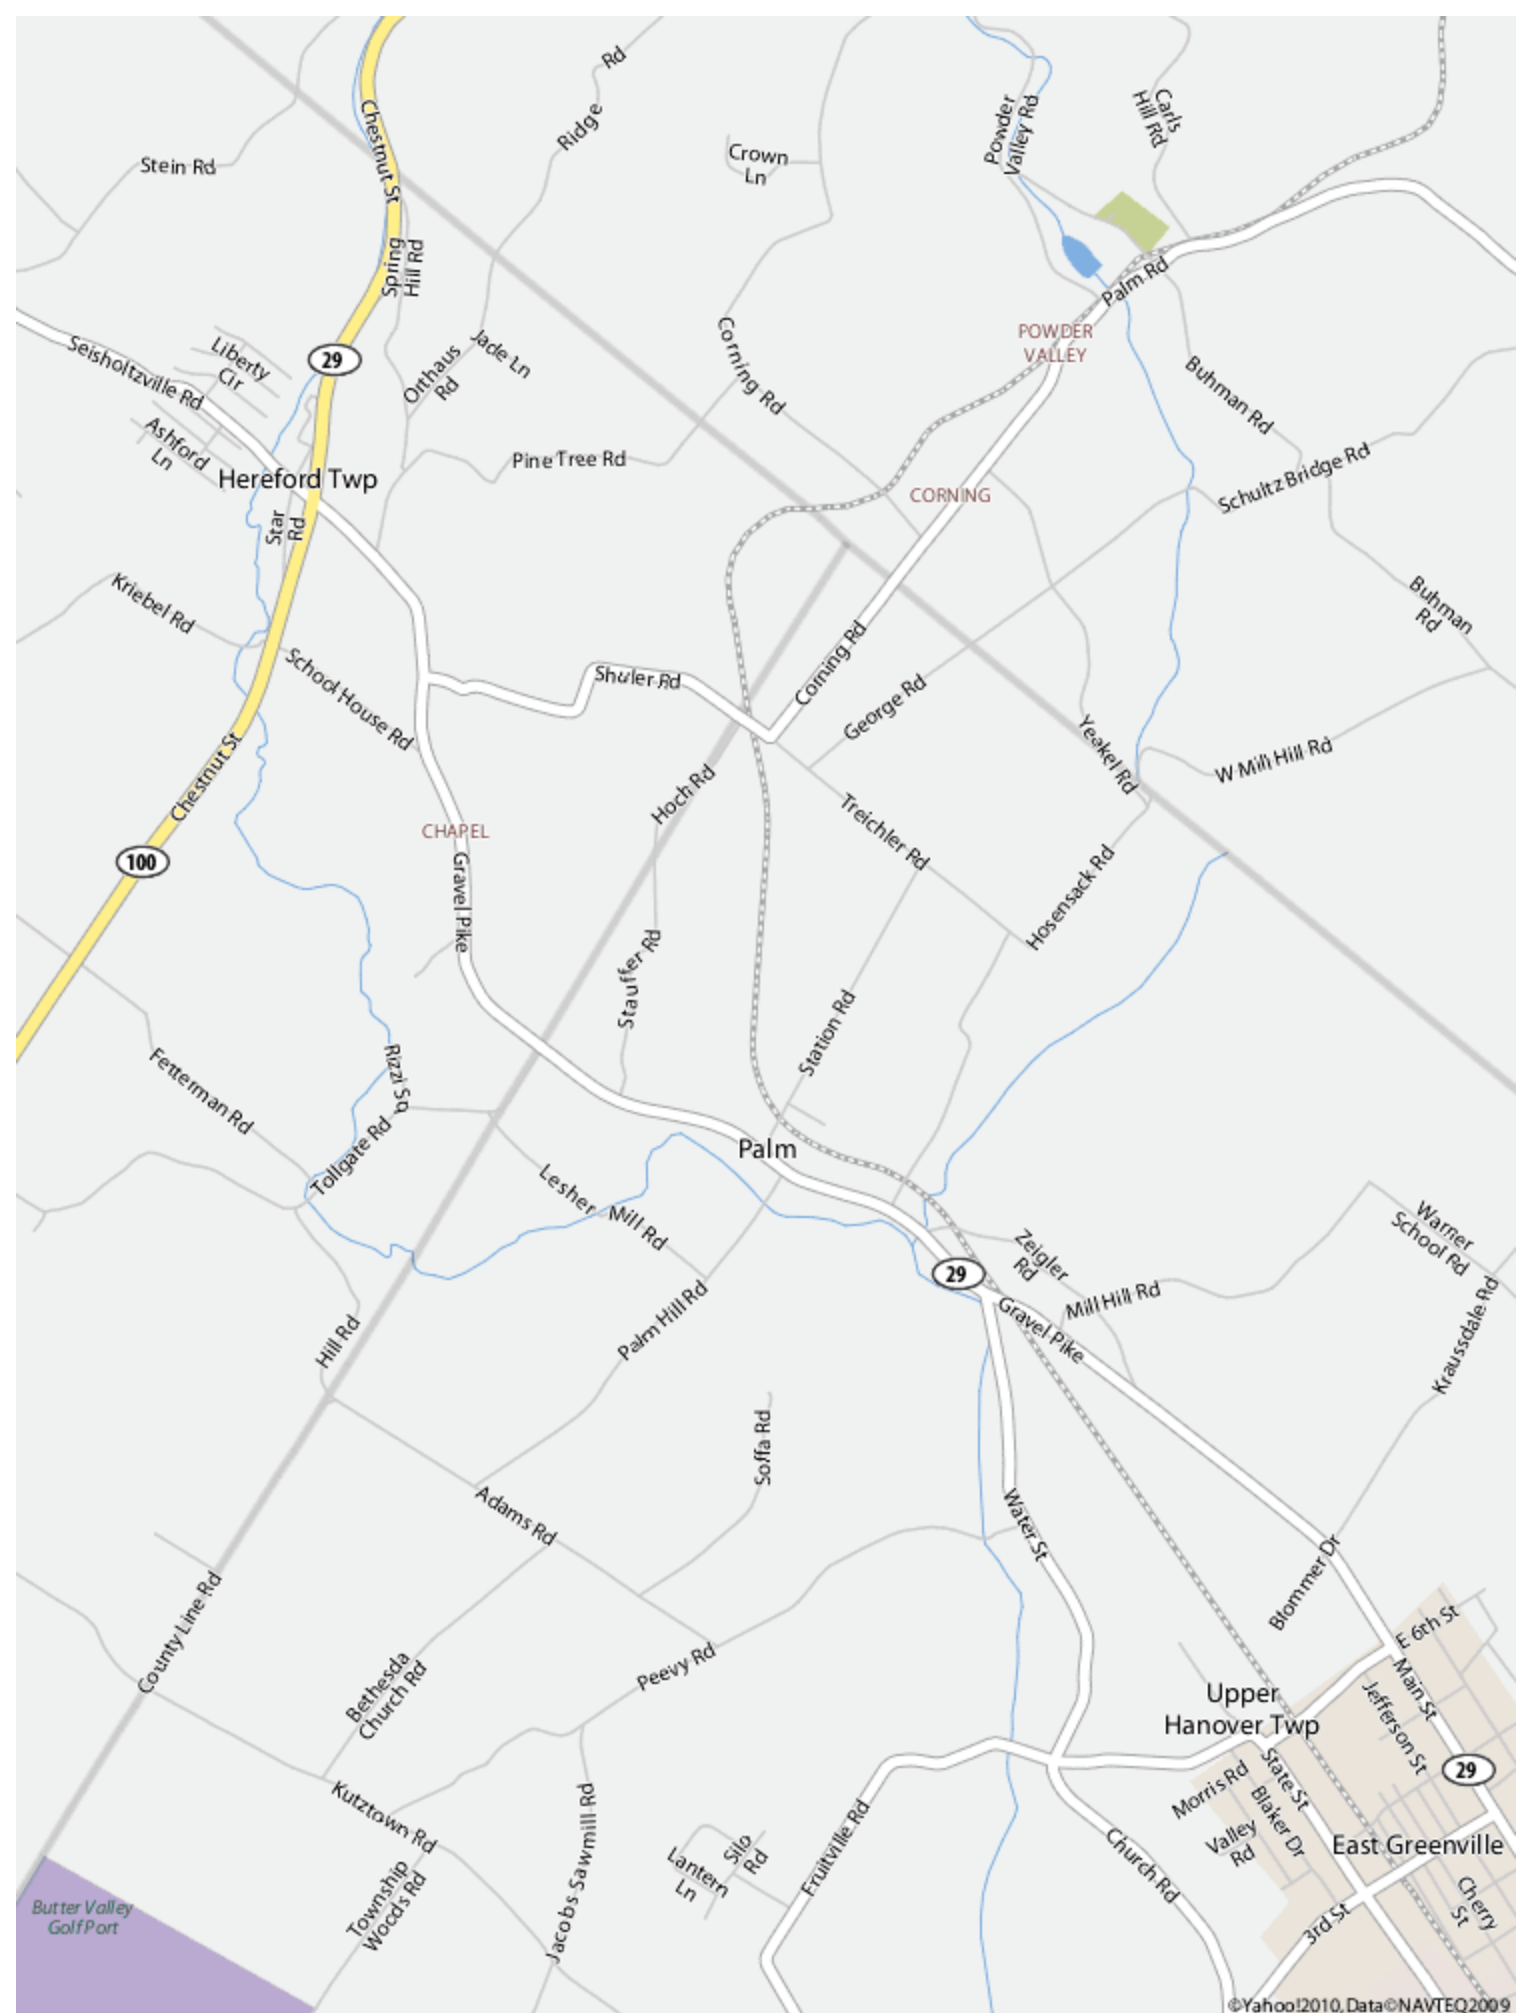 Rd
Ridge
Chestnut St
Powder
Valley Rd
Carls
Hill Rd
Stein Rd
Crown
Ln
Spring
Hill Rd
Palm Rd
POWDER
VALLEY
Seisholtzville Rd
Liberty
Cir
29
Orthaus
Rd
Jade Ln
Corning Rd
Buhman Rd
Ashford
Ln
Hereford Twp
Pine Tree Rd
CORNING
Schultz Bridge Rd
Star
Rd
Kriebel Rd
Buhman
Rd
School House Rd
Shuler Rd
Corning Rd
George Rd
Yeakel Rd
W Mill Hill Rd
Chestnut St
Hoch Rd
Treichler Rd
CHAPEL
100
Gravel Pike
Hosensack Rd
Stauffer Rd
Station Rd
Fetterman Rd
Rizzi Sq
Tollgate Rd
Palm
Lesher Mill Rd
Zeigler
Rd
Warner
School Rd
29
Mill Hill Rd
Palm Hill Rd
Gravel Pike
Kraussdale Rd
Hill Rd
Soffa Rd
Adams Rd
Water St
Blommer Dr
County Line Rd
E 6th St
Bethesda
Church Rd
Peevy Rd
Upper
Hanover Twp
Main St
Jefferson St
29
State St
Morris Rd
Blaker Dr
Valley
Rd
East Greenville
Kutztown Rd
Jacobs Sawmill Rd
Silo
Rd
Lantern
Ln
Fruitville Rd
Church Rd
Cherry
St
3rd St
Butter Valley
Golf Port
Township
Woods Rd
©Yahoo!2010, Data©NAVTEQ2009